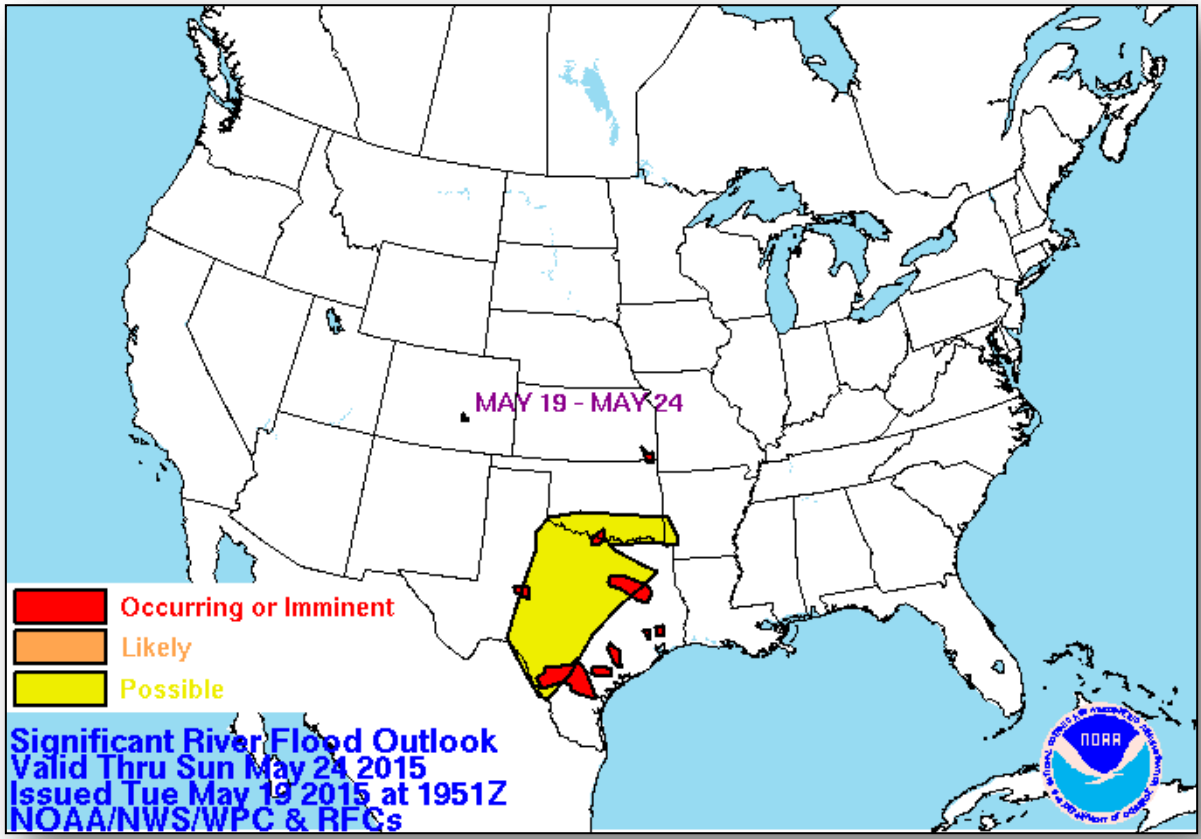 MAY 19 - MAY 24
Occurring or Imminent
Likely
Possible
Significant River Flood Outlook
Valid Thru Sun May 24 2015
Issued Tue May 19 2015 at 1951Z
NOAA/NWS/WPC & RFCs
NOAA